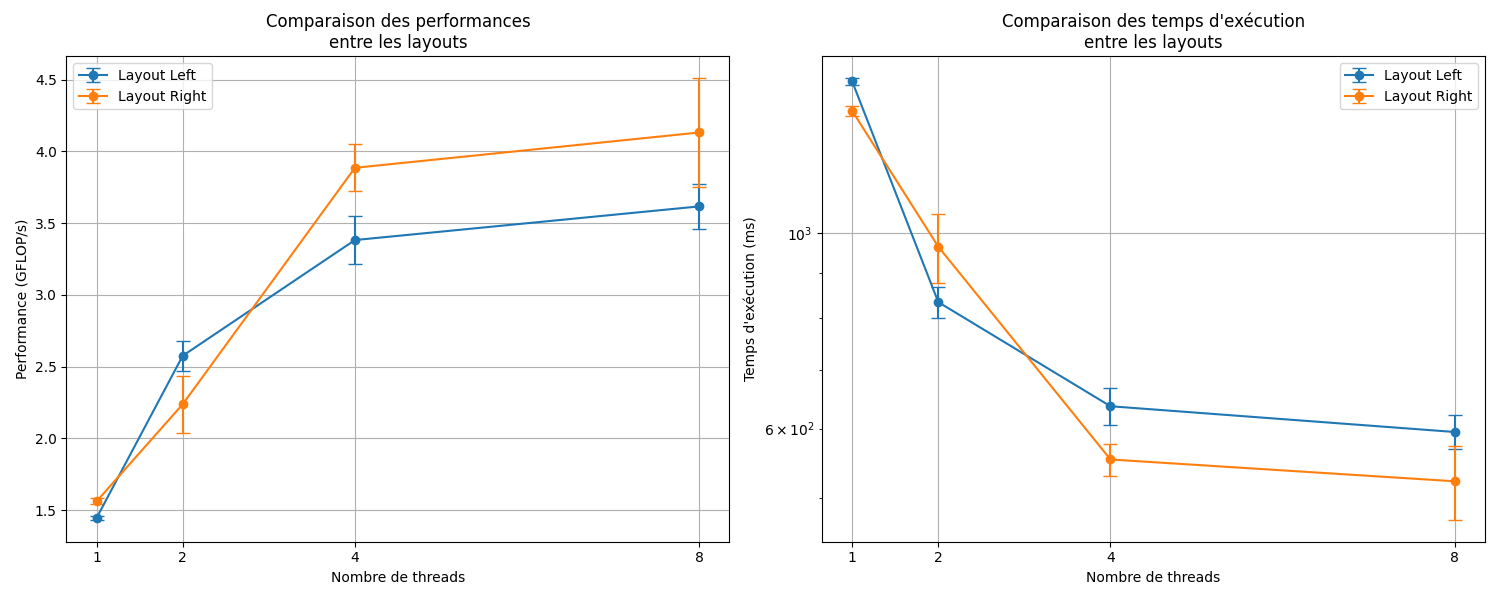 Comparaison des performances
entre les layouts
Layout Left
Layout Right
4.5
4.0
3.5
3.0
2.5
2.0
1.5
Performance (GFLOP/s)
1 2 4 8
Nombre de threads
Comparaison des temps d'exécution
entre les layouts
Layout Left
Layout Right
10³
6 × 10²
Temps d'exécution (ms)
1 2 4 8
Nombre de threads